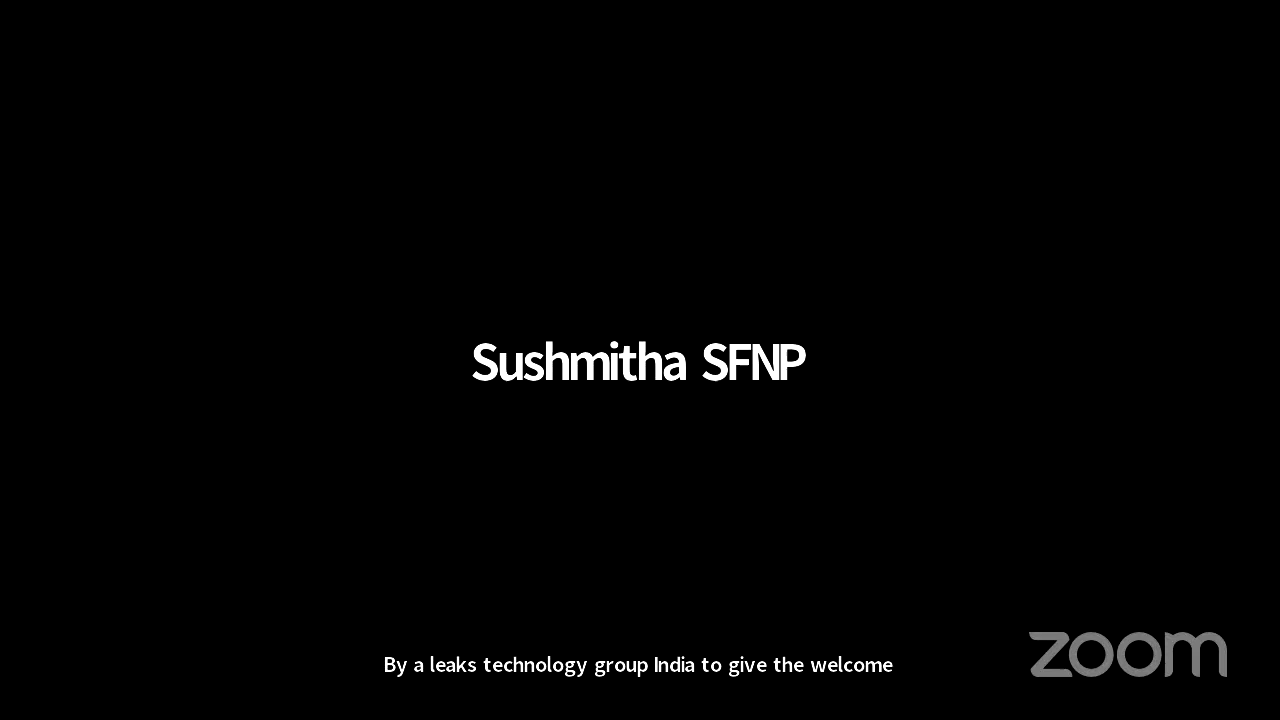 Sushmitha SFNP
By a leaks technology group India to give the welcome
zoom